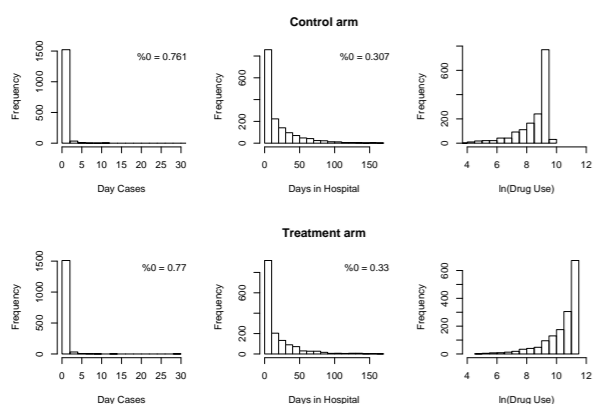 Control arm
%0 = 0.761
%0 = 0.307
Frequency
0 500 1000 1500
Frequency
0 200 600
Frequency
0 200 600
0 5 10 15 20 25 30
0 50 100 150
4 6 8 10 12
Day Cases
Days in Hospital
ln(Drug Use)
Treatment arm
%0 = 0.77
%0 = 0.33
Frequency
0 500 1000 1500
Frequency
0 200 600
Frequency
0 200 400 600
0 5 10 15 20 25 30
0 50 100 150
4 6 8 10 12
Day Cases
Days in Hospital
ln(Drug Use)